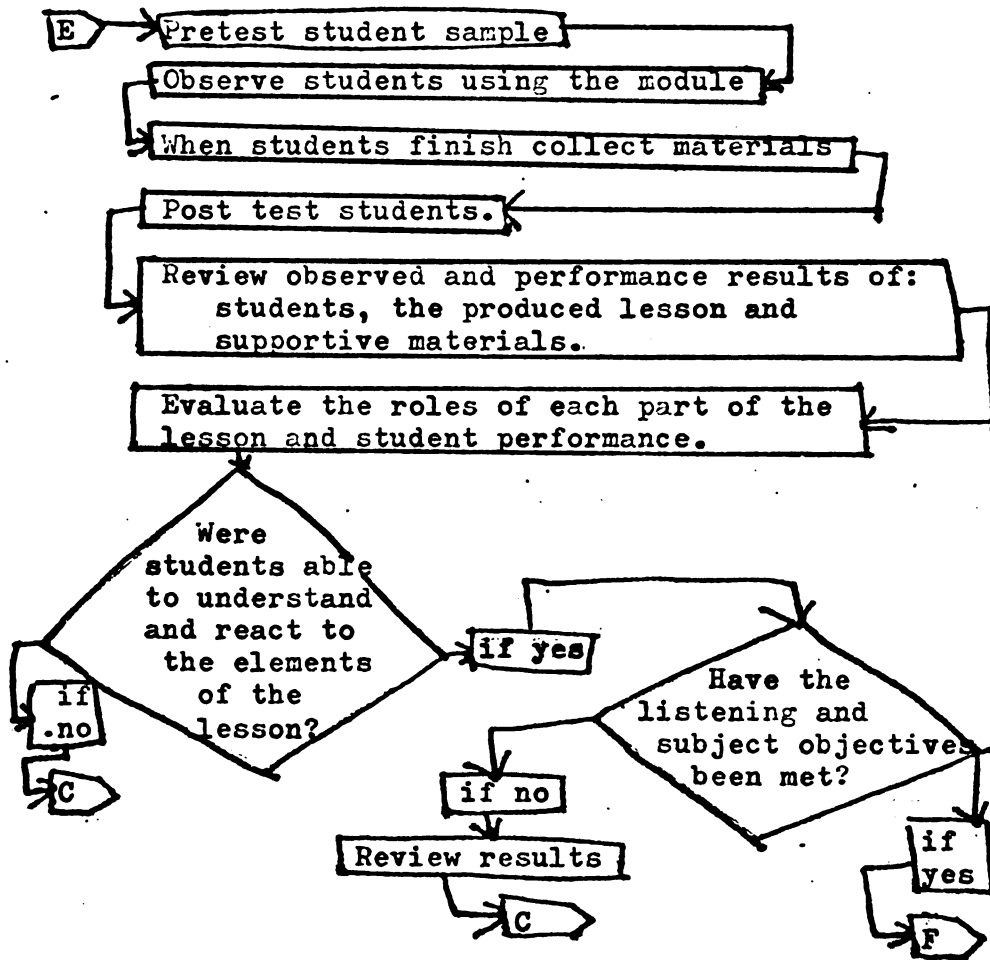 E
Pretest student sample
Observe students using the module
When students finish collect materials
Post test students.
Review observed and performance results of:
students, the produced lesson and
supportive materials.
Evaluate the roles of each part of the
lesson and student performance.
Were
students able
to understand
and react to
the elements
of the
lesson?
if yes
if
.no
C
Have the
listening and
subject objectives
been met?
if no
Review results
C
if
yes
F